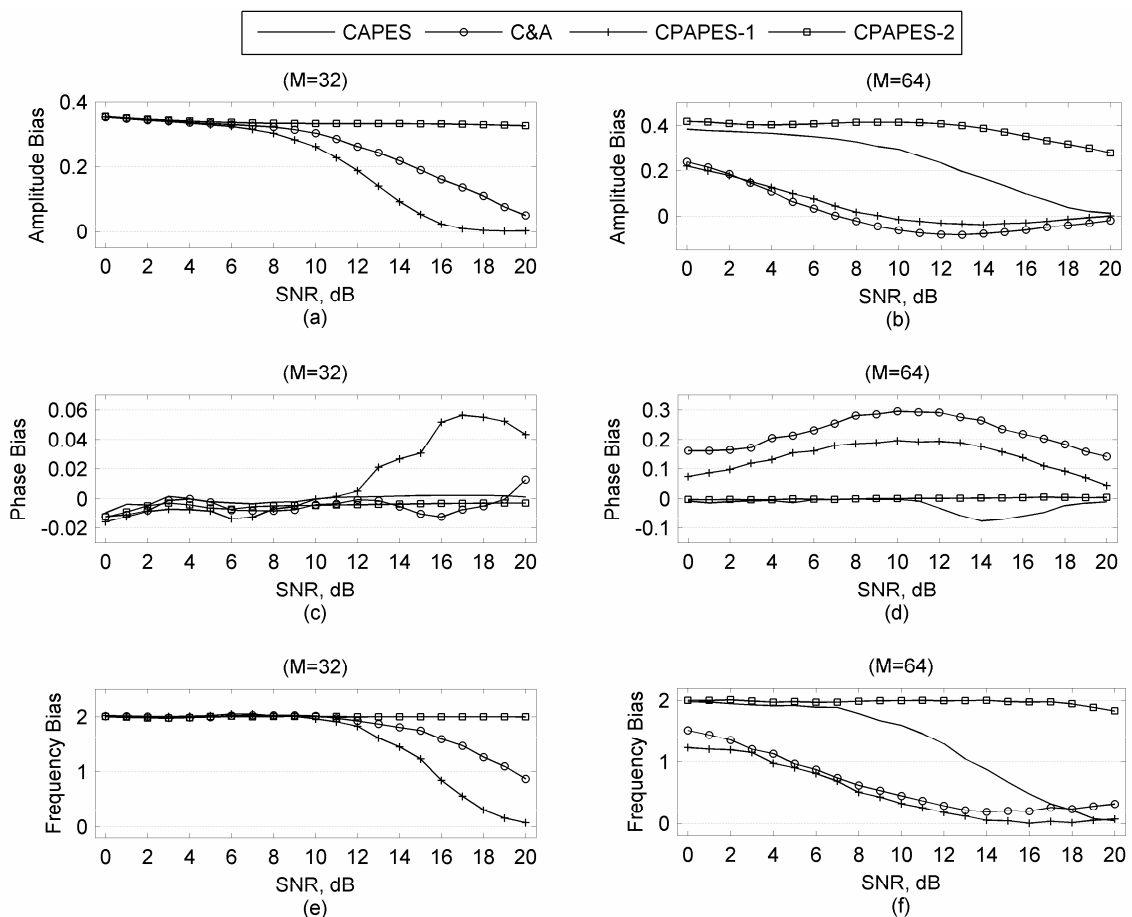 CAPES C&A CPAPES-1 CPAPES-2
(M=32)
Amplitude Bias
0.4
0.2
0
0 2 4 6 8 10 12 14 16 18 20
SNR, dB
(a)
(M=64)
Amplitude Bias
0.4
0.2
0
0 2 4 6 8 10 12 14 16 18 20
SNR, dB
(b)
(M=32)
Phase Bias
0.06
0.04
0.02
0
-0.02
0 2 4 6 8 10 12 14 16 18 20
SNR, dB
(c)
(M=64)
Phase Bias
0.3
0.2
0.1
0
-0.1
0 2 4 6 8 10 12 14 16 18 20
SNR, dB
(d)
(M=32)
Frequency Bias
2
1
0
0 2 4 6 8 10 12 14 16 18 20
SNR, dB
(e)
(M=64)
Frequency Bias
2
1
0
0 2 4 6 8 10 12 14 16 18 20
SNR, dB
(f)